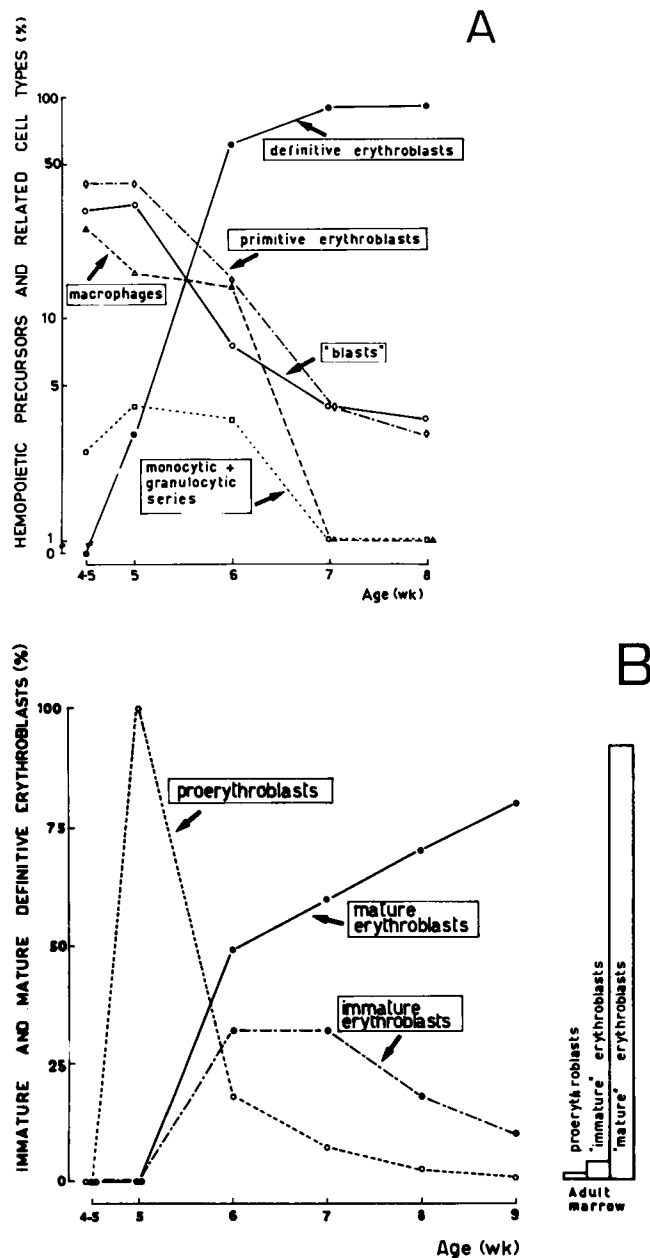 A
HEMOPOIETIC PRECURSORS AND RELATED CELL TYPES (%)
100
50
10
5
1
0
definitive erythroblasts
primitive erythroblasts
macrophages
"blasts"
monocytic +
granulocytic
series
4-5
5
6
7
8
Age (wk)
B
IMMATURE AND MATURE DEFINITIVE ERYTHROBLASTS (%)
100
75
50
25
0
proerythroblasts
mature
erythroblasts
immature
erythroblasts
4-5
5
6
7
8
9
Age (wk)
proerythroblasts
"immature" erythroblasts
"mature" erythroblasts
Adult
marrow